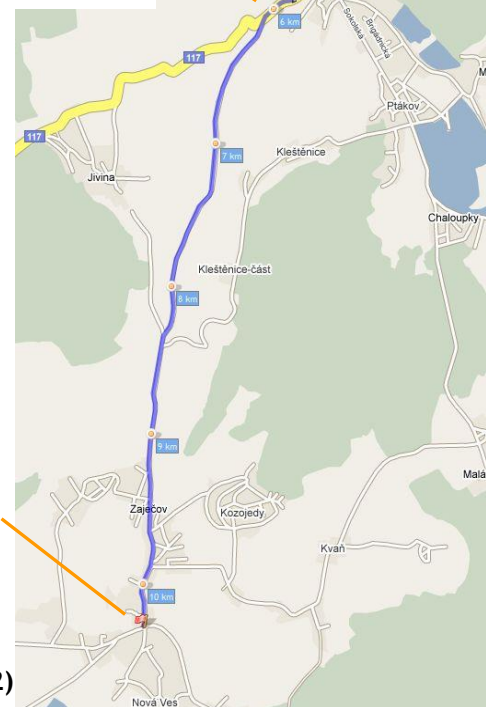 6 km
Sokolská
Brigádnická
117
M
Ptákov
117
7 km
Kleštěnice
Jivina
Chaloupky
Kleštěnice-část
8 km
9 km
Malá
Zaječov
Kozojedy
Kvaň
10 km
2)
Nová Ves